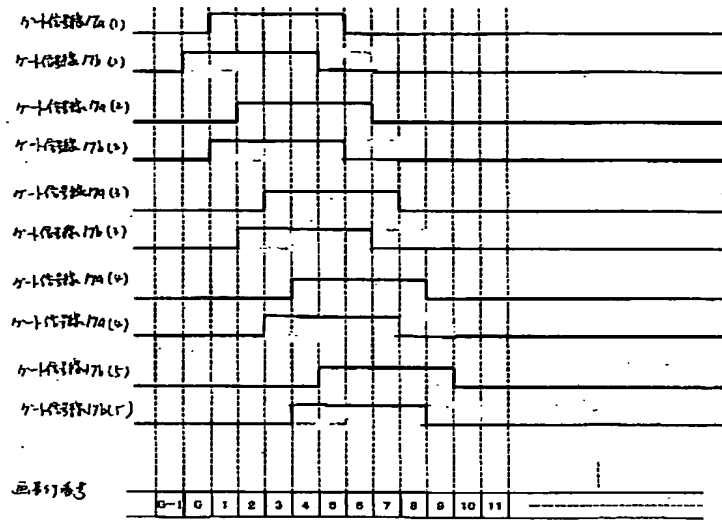 ゲート信号線17a(1)
ゲート信号線17b(1)
ゲート信号線17a(2)
ゲート信号線17b(2)
ゲート信号線17a(3)
ゲート信号線17b(3)
ゲート信号線17a(4)
ゲート信号線17a(4)
ゲート信号線17b(5)
ゲート信号線17b(5)
画素行番号 G-1 G 1 2 3 4 5 6 7 8 9 10 11